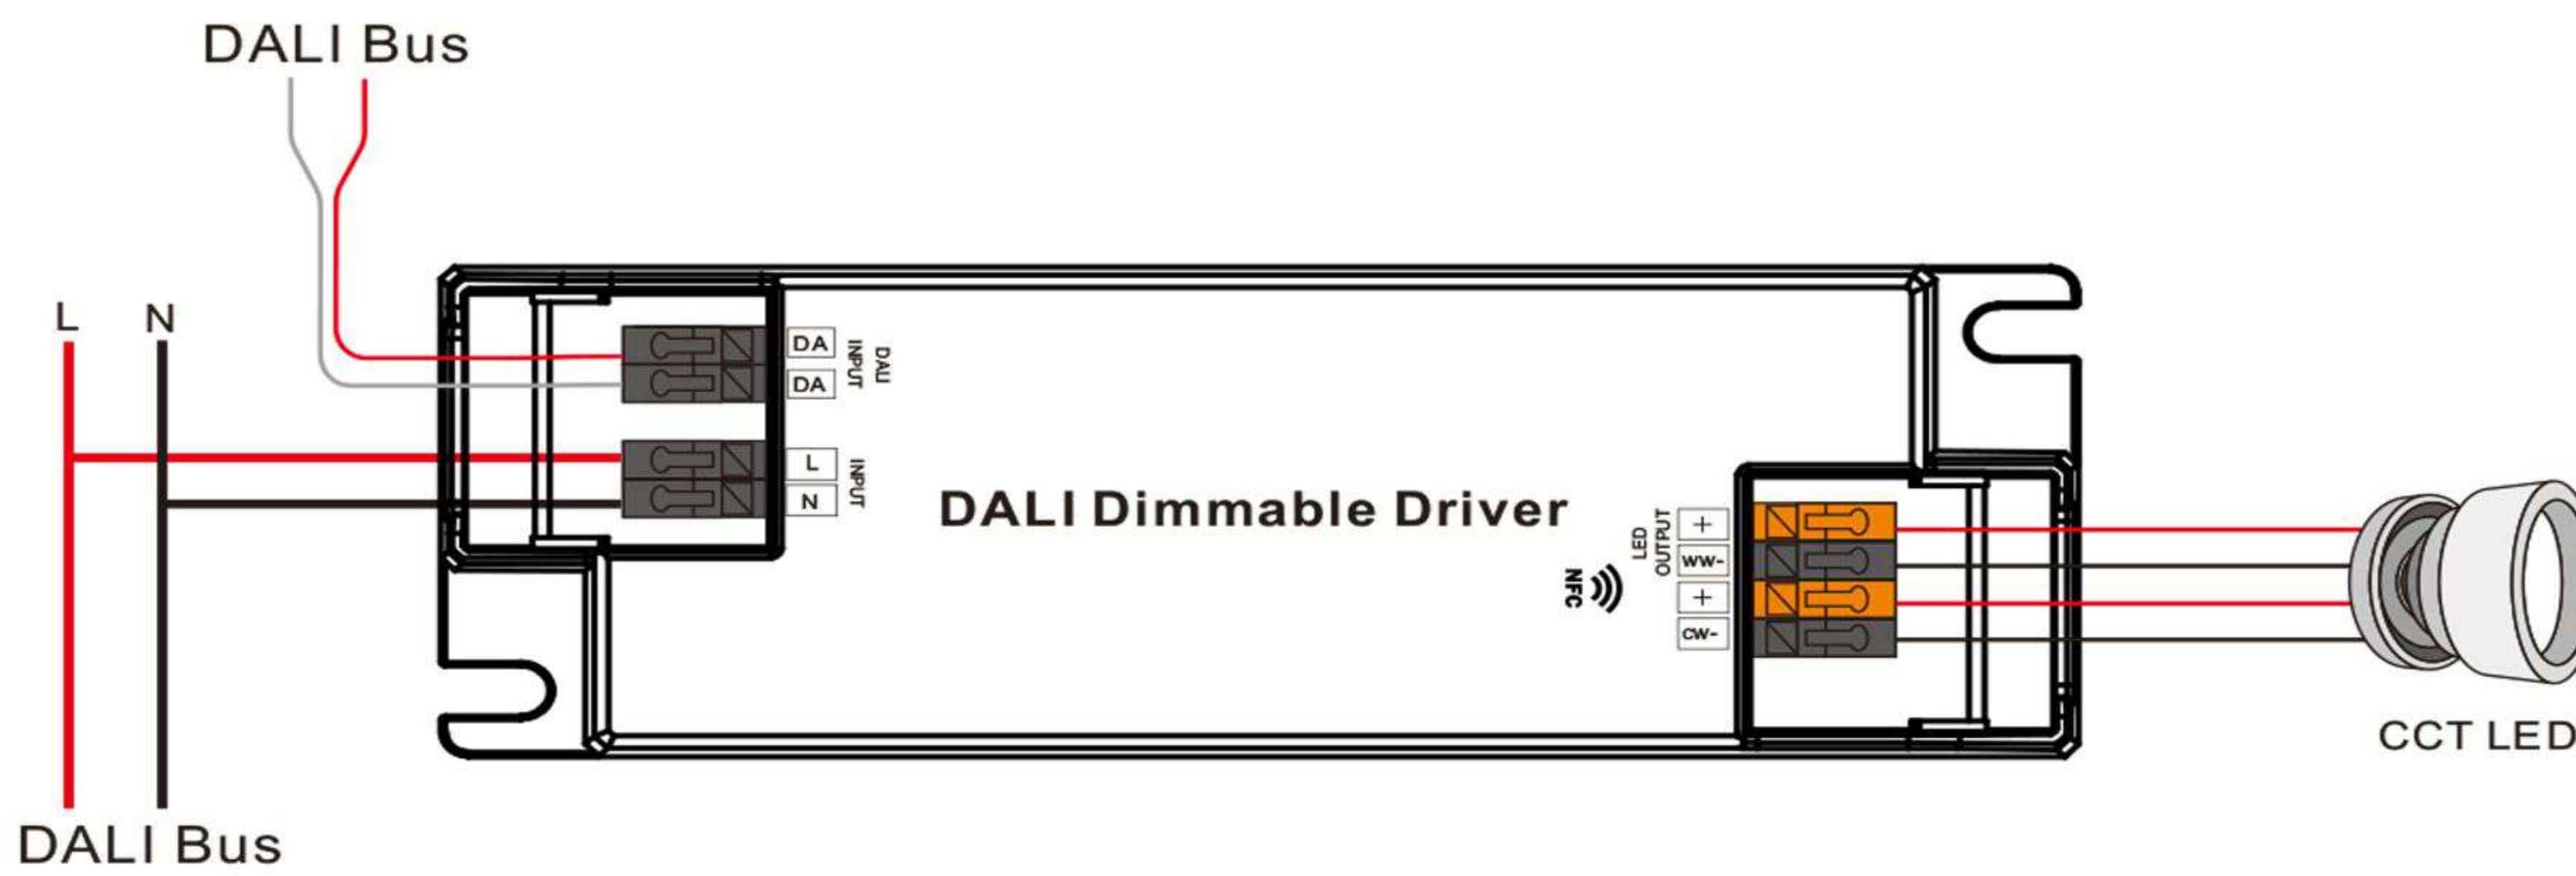 DALI Bus
L
N
DA
DA
DALI
INPUT
L
N
INPUT
DALI Dimmable Driver
NFC
LED
OUTPUT
+
WW-
+
CW-
CCT LED
DALI Bus